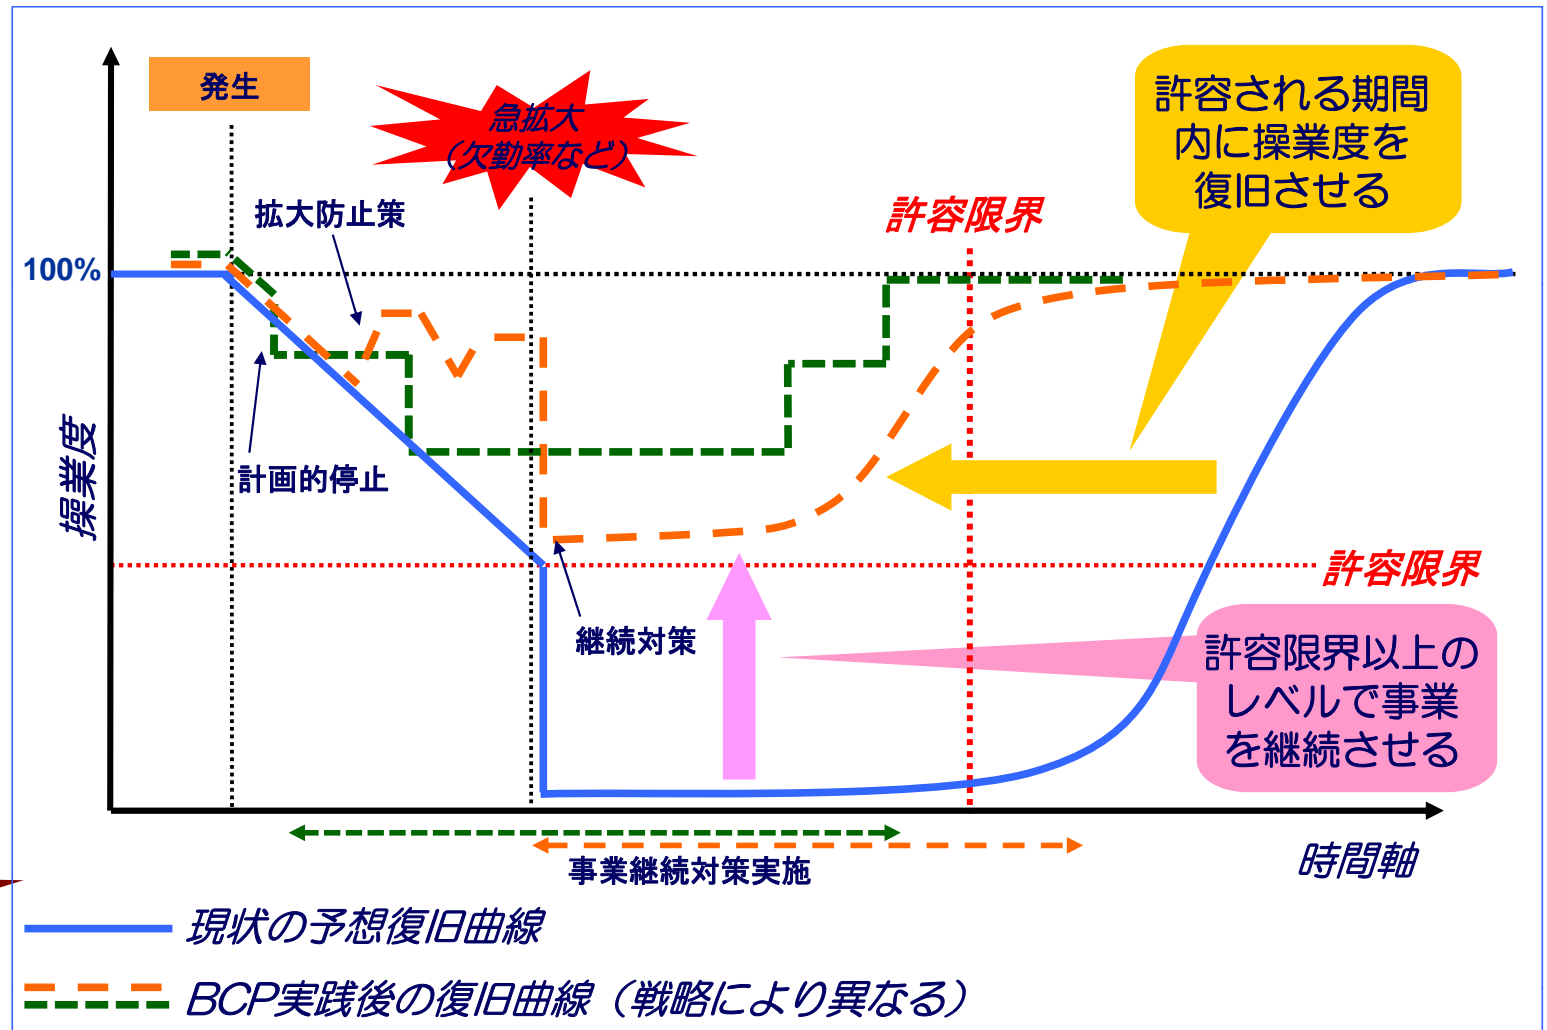 発生
急拡大
（欠勤率など）
許容される期間
内に操業度を
復旧させる
拡大防止策
許容限界
100%
操業度
計画的停止
許容限界
継続対策
許容限界以上の
レベルで事業
を継続させる
事業継続対策実施
時間軸
現状の予想復旧曲線
BCP実践後の復旧曲線（戦略により異なる）